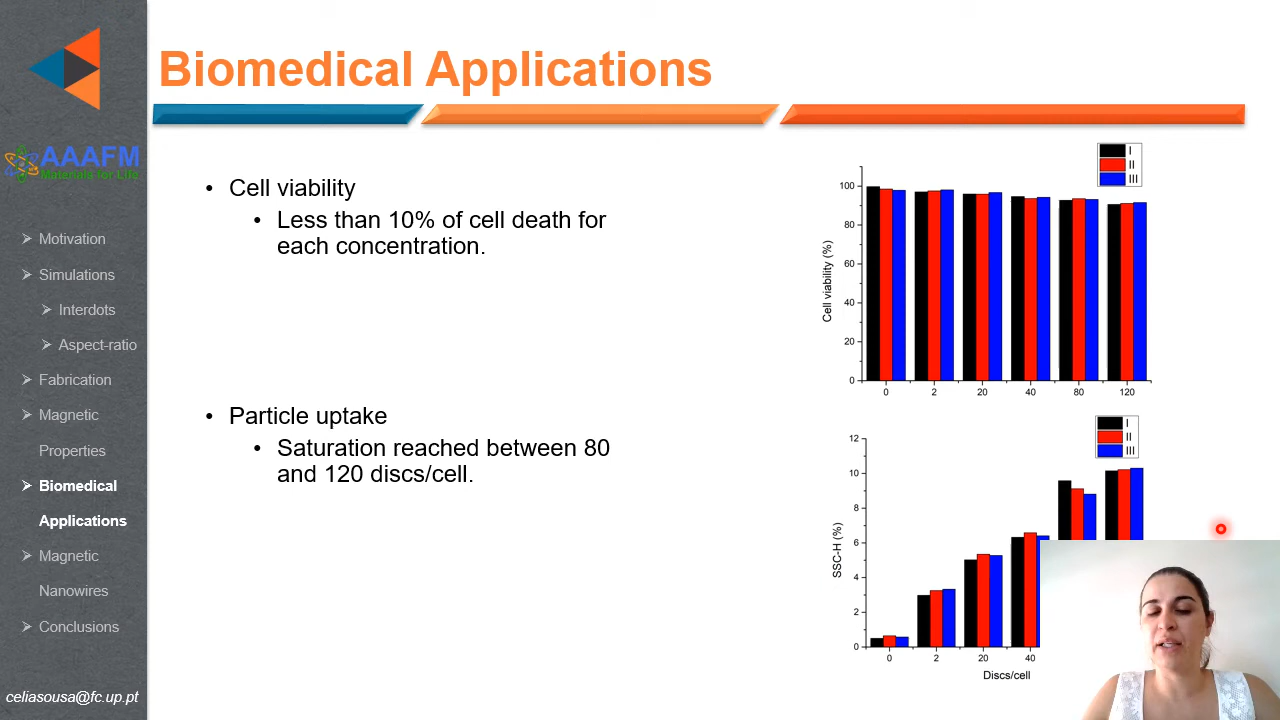 Biomedical Applications
AAAFM
Materials for Life
Motivation
Simulations
Interdots
Aspect-ratio
Fabrication
Magnetic
Properties
Biomedical
Applications
Magnetic
Nanowires
Conclusions
celiasousa@fc.up.pt
• Cell viability
• Less than 10% of cell death for
each concentration.
• Particle uptake
• Saturation reached between 80
and 120 discs/cell.
I
II
III
Cell viability (%)
100
80
60
40
20
0
0 2 20 40 80 120
I
II
III
SSC-H (%)
12
10
8
6
4
2
0
0 2 20 40
Discs/cell